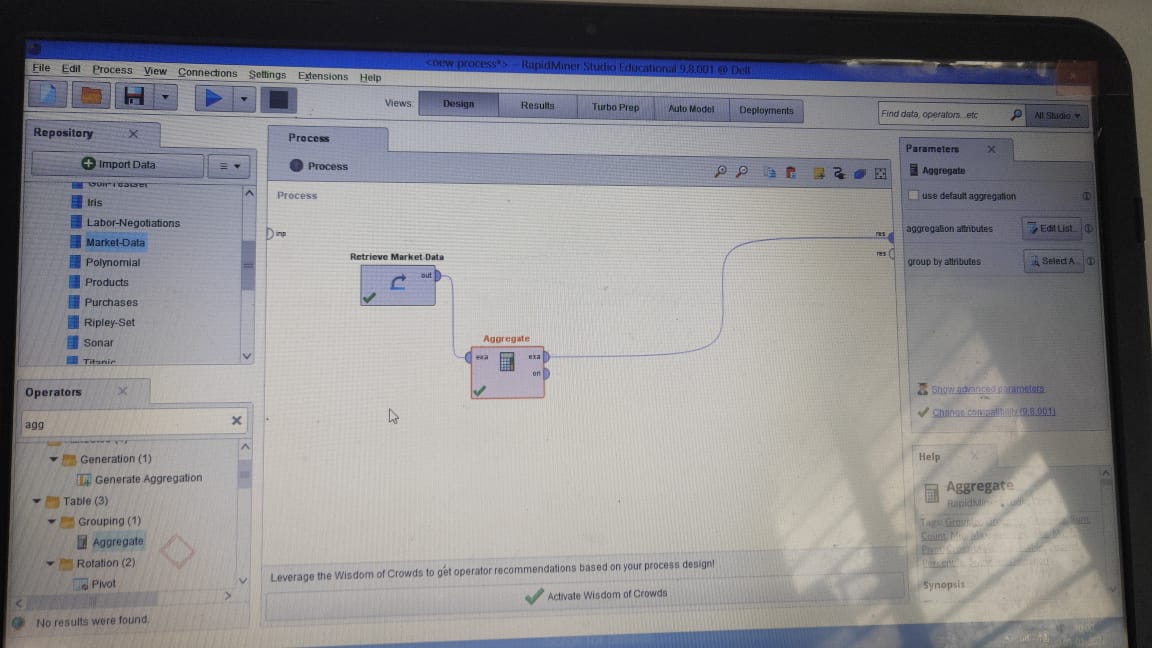 <new process*> – RapidMiner Studio Educational 9.8.001 @ Dell
File Edit Process View Connections Settings Extensions Help
Views: Design Results Turbo Prep Auto Model Deployments
Find data, operators...etc All Studio
Repository
Import Data
Iris
Labor-Negotiations
Market-Data
Polynomial
Products
Purchases
Ripley-Set
Sonar
Titanic
Operators
agg
Generation (1)
Generate Aggregation
Table (3)
Grouping (1)
Aggregate
Rotation (2)
Pivot
No results were found.
Process
Process
Process
inp
res
res
Retrieve Market-Data
out
Aggregate
exa exa
ori
Leverage the Wisdom of Crowds to get operator recommendations based on your process design!
Activate Wisdom of Crowds
Parameters
Aggregate
use default aggregation
aggregation attributes Edit List...
group by attributes Select A...
Show advanced parameters
Change compatibility (9.8.001)
Help
Aggregate
Synopsis